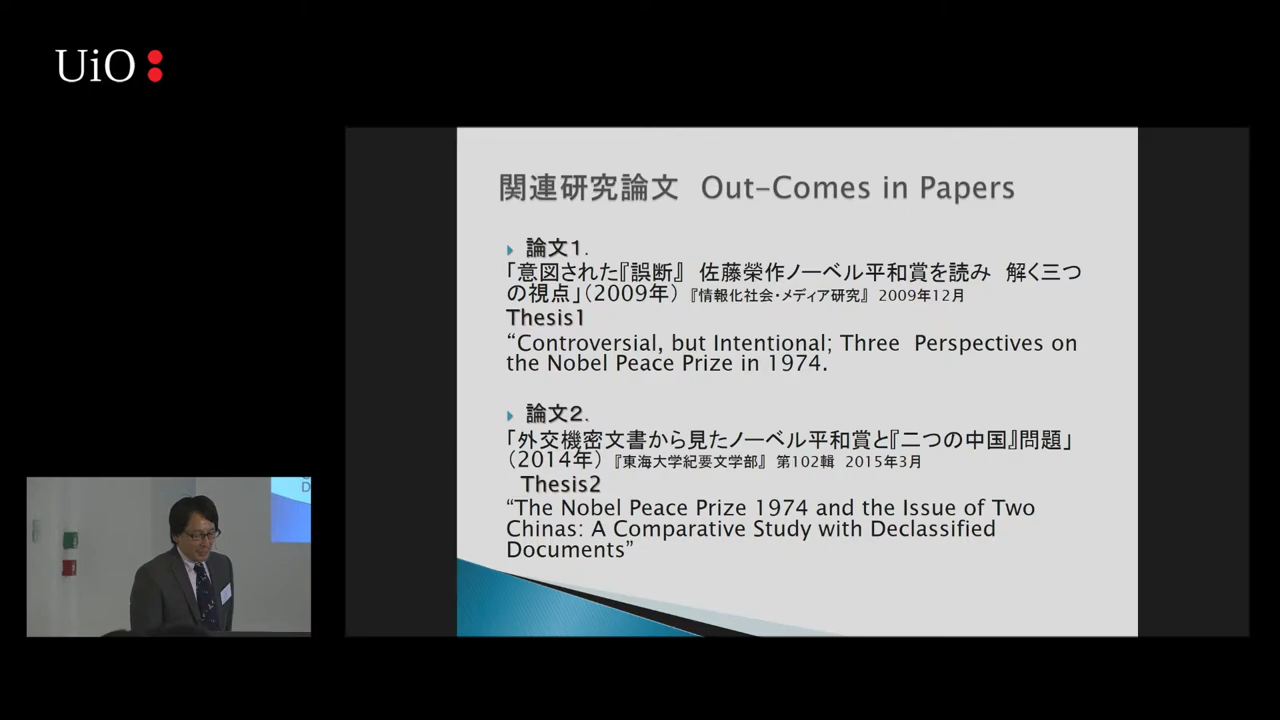 UiO
関連研究論文 Out-Comes in Papers
論文1.
「意図された『誤断』 佐藤榮作ノーベル平和賞を読み 解く三つ
の視点」(2009年) 『情報化社会・メディア研究』 2009年12月
Thesis1
“Controversial, but Intentional; Three Perspectives on
the Nobel Peace Prize in 1974.
論文2.
「外交機密文書から見たノーベル平和賞と『二つの中国』問題」
(2014年) 『東海大学紀要文学部』 第102輯 2015年3月
Thesis2
“The Nobel Peace Prize 1974 and the Issue of Two
Chinas: A Comparative Study with Declassified
Documents”